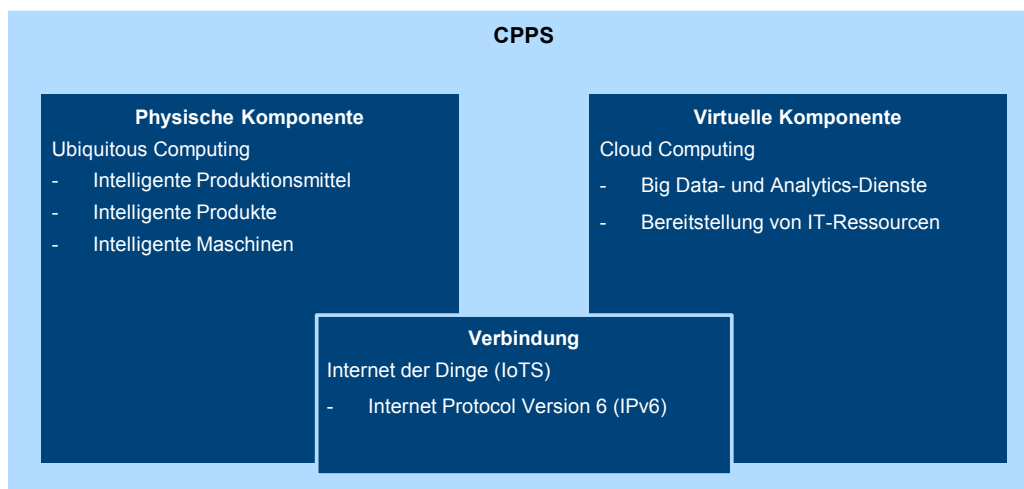 CPPS
Physische Komponente
Ubiquitous Computing
- Intelligente Produktionsmittel
- Intelligente Produkte
- Intelligente Maschinen
Virtuelle Komponente
Cloud Computing
- Big Data- und Analytics-Dienste
- Bereitstellung von IT-Ressourcen
Verbindung
Internet der Dinge (IoTS)
- Internet Protocol Version 6 (IPv6)